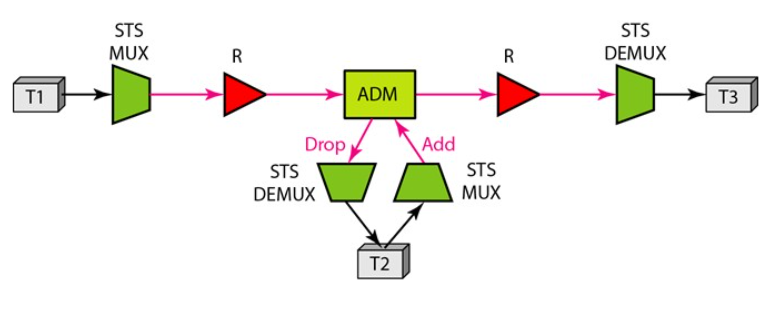 STS
MUX
R
R
STS
DEMUX
T1
ADM
T3
Drop
Add
STS
DEMUX
STS
MUX
T2